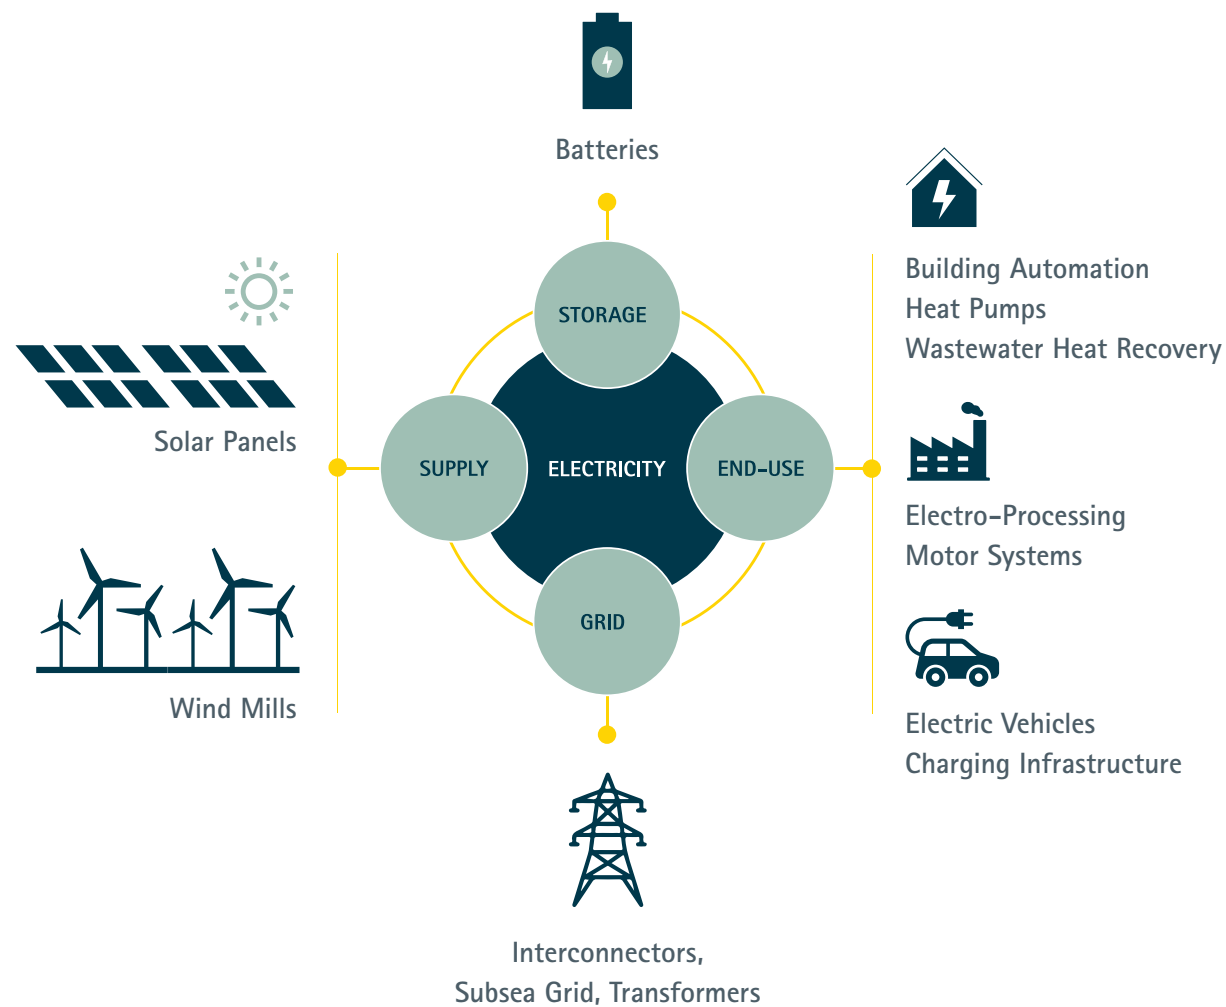 Batteries
Building Automation
Heat Pumps
Wastewater Heat Recovery
STORAGE
Solar Panels
SUPPLY
ELECTRICITY
END-USE
Electro-Processing
Motor Systems
GRID
Wind Mills
Electric Vehicles
Charging Infrastructure
Interconnectors,
Subsea Grid, Transformers